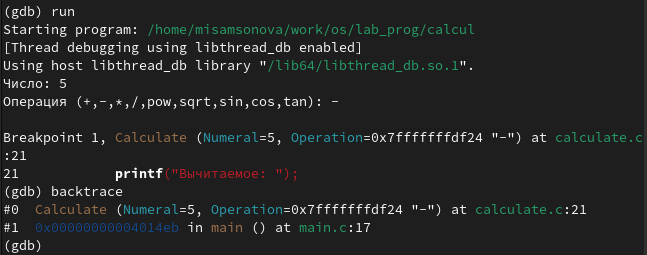 (gdb) run
Starting program: /home/misamsonova/work/os/lab_prog/calcul
[Thread debugging using libthread_db enabled]
Using host libthread_db library "/lib64/libthread_db.so.1".
Число: 5
Операция (+,-,*,/,pow,sqrt,sin,cos,tan): -
Breakpoint 1, Calculate (Numeral=5, Operation=0x7fffffffdf24 "-") at calculate.c
:21
21 printf("Вычитаемое: ");
(gdb) backtrace
#0 Calculate (Numeral=5, Operation=0x7fffffffdf24 "-") at calculate.c:21
#1 0x00000000004014eb in main () at main.c:17
(gdb)